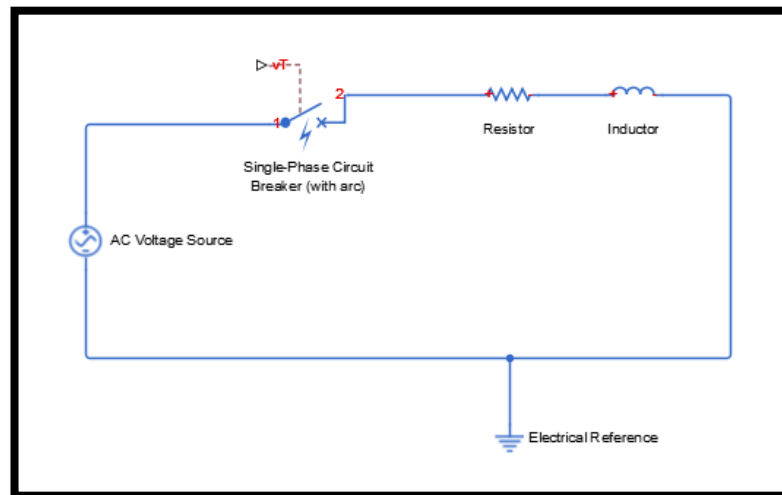 vT
2
1
Resistor
Inductor
Single-Phase Circuit
Breaker (with arc)
AC Voltage Source
Electrical Reference